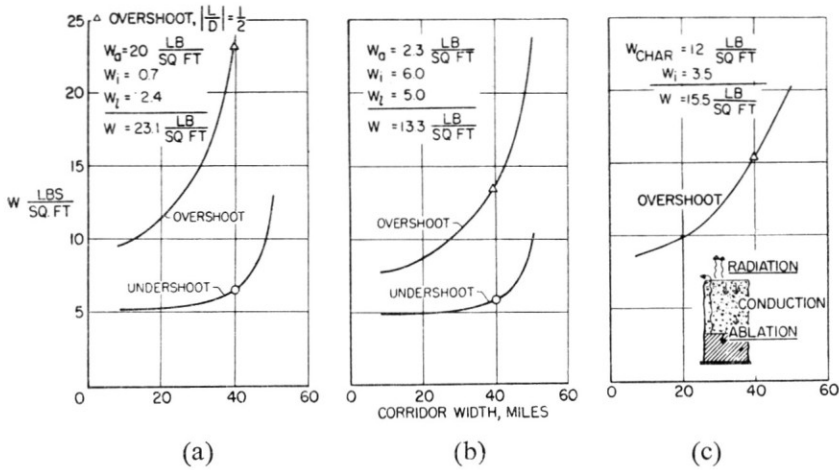 △ OVERSHOOT, |L/D| = 1/2
Wₐ = 20 LB/SQ FT
Wᵢ = 0.7
W_l = 2.4
W = 23.1 LB/SQ FT
OVERSHOOT
UNDERSHOOT
W LBS/SQ. FT
25
20
15
10
5
0
0 20 40 60
(a)
Wₐ = 2.3 LB/SQ FT
Wᵢ = 6.0
W_l = 5.0
W = 13.3 LB/SQ FT
OVERSHOOT
UNDERSHOOT
0 20 40 60
CORRIDOR WIDTH, MILES
(b)
W_CHAR = 12 LB/SQ FT
Wᵢ = 3.5
W = 15.5 LB/SQ FT
OVERSHOOT
RADIATION
CONDUCTION
ABLATION
0 20 40 60
(c)